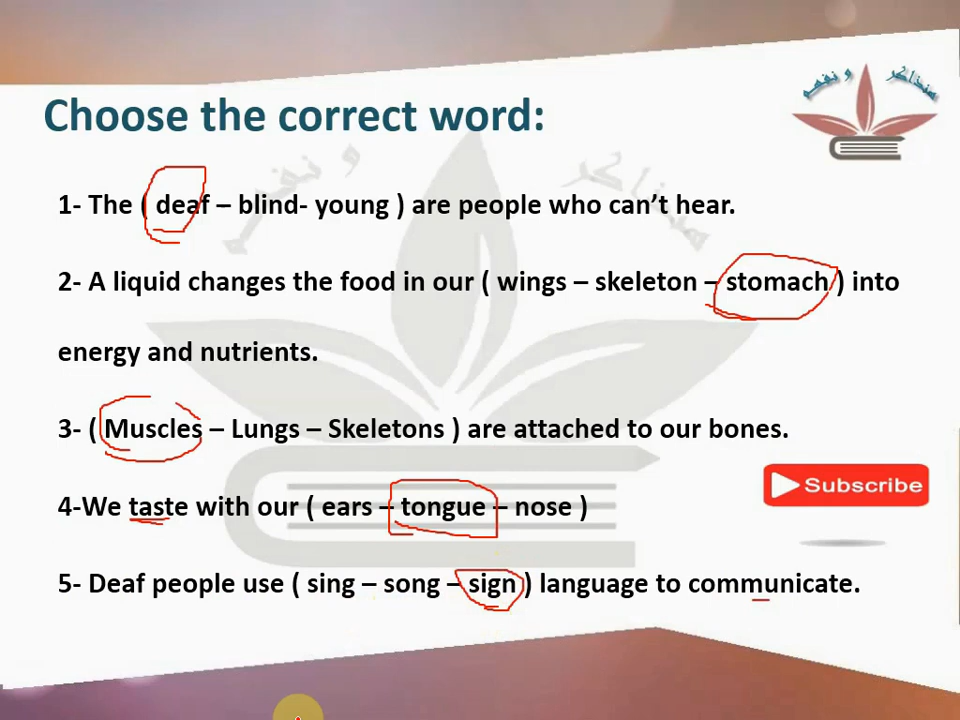 Choose the correct word:
هنذاكر و نفهم
1- The ( deaf – blind- young ) are people who can’t hear.
2- A liquid changes the food in our ( wings – skeleton – stomach ) into
energy and nutrients.
3- ( Muscles – Lungs – Skeletons ) are attached to our bones.
4-We taste with our ( ears – tongue – nose )
Subscribe
5- Deaf people use ( sing – song – sign ) language to communicate.